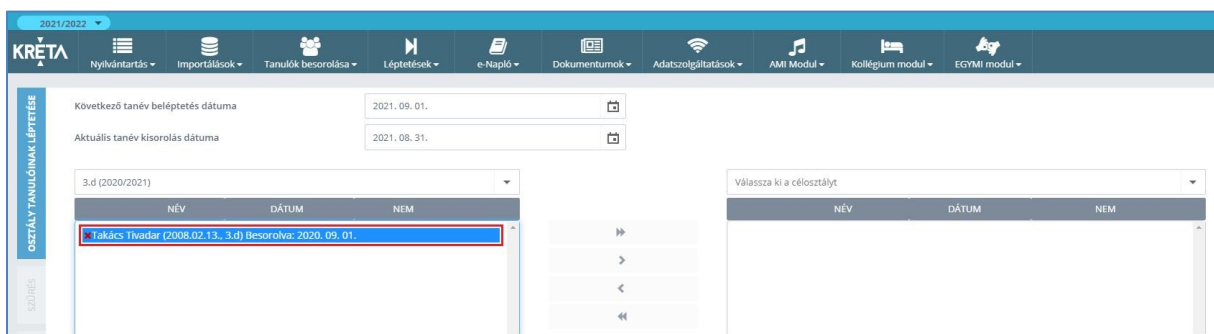 2021/2022
KRÉTA
Nyilvántartás
Importálások
Tanulók besorolása
Léptetések
e-Napló
Dokumentumok
Adatszolgáltatások
AMI Modul
Kollégium modul
EGYMI modul
OSZTÁLY TANULÓINAK LÉPTETÉSE
SZŰRÉS
Következő tanév beléptetés dátuma
2021. 09. 01.
Aktuális tanév kisorolás dátuma
2021. 08. 31.
3.d (2020/2021)
Válassza ki a célosztályt
NÉV DÁTUM NEM
NÉV DÁTUM NEM
Takács Tivadar (2008.02.13., 3.d) Besorolva: 2020. 09. 01.